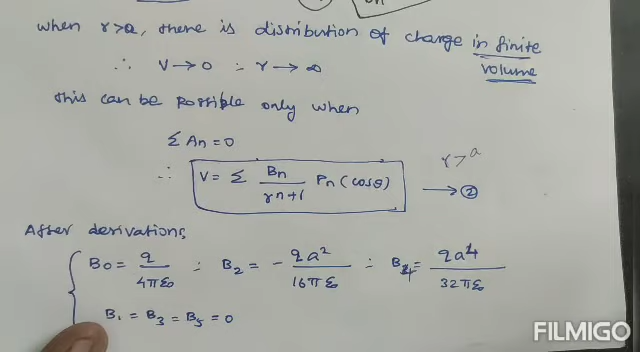 when r>a, there is distribution of charge in finite
volume
∴ V→0 ∵ r→∞
this can be possible only when
Σ An=0
∴ V= Σ Bn/rn+1 Pn(cosθ) r>a → ②
After derivations,
B0= q/4πε0 ; B2 = - qa²/16πε0 ; B4= qa4/32πε0
B1 = B3 = B5 = 0
FILMIGO